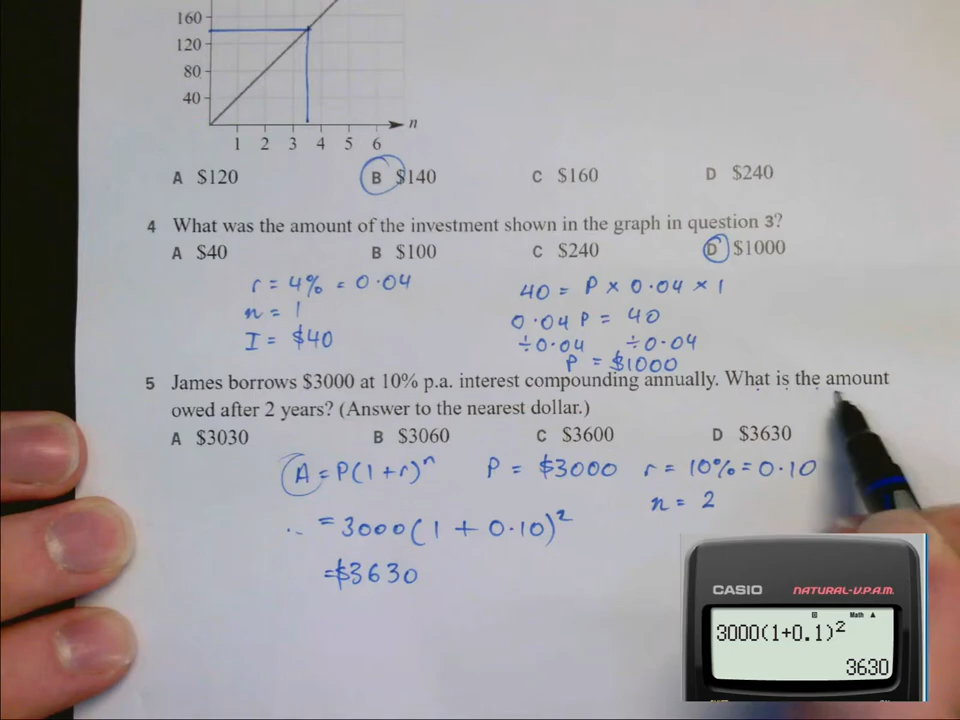 160
120
80
40
n
1 2 3 4 5 6
A $120 B $140 C $160 D $240
4 What was the amount of the investment shown in the graph in question 3?
A $40 B $100 C $240 D $1000
r = 4% = 0.04 40 = P × 0.04 × 1
n = 1 0.04 P = 40
÷0.04 ÷0.04
I = $40 P = $1000
5 James borrows $3000 at 10% p.a. interest compounding annually. What is the amount
owed after 2 years? (Answer to the nearest dollar.)
A $3030 B $3060 C $3600 D $3630
A = P(1+r)ⁿ P = $3000 r = 10% = 0.10
n = 2
= 3000(1 + 0.10)²
= $3630
CASIO NATURAL-V.P.A.M.
Math ▲
3000(1+0.1)²
3630